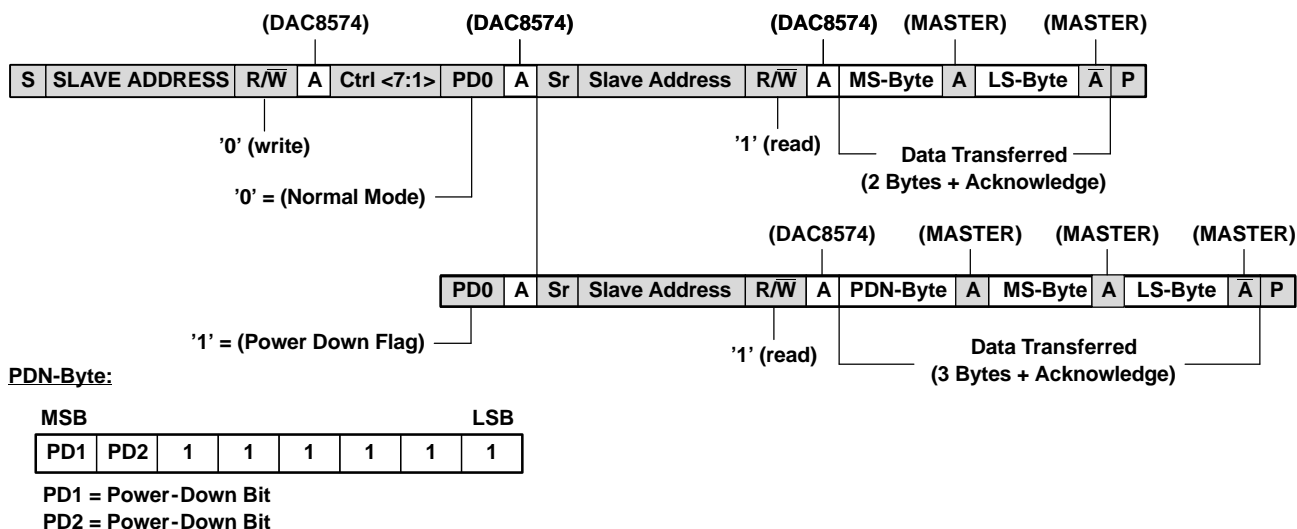 (DAC8574) (DAC8574) (DAC8574) (MASTER) (MASTER)
S SLAVE ADDRESS R/W̅ A Ctrl <7:1> PD0 A Sr Slave Address R/W̅ A MS-Byte A LS-Byte A̅ P
'0' (write) '1' (read) Data Transferred
(2 Bytes + Acknowledge)
'0' = (Normal Mode)
(DAC8574) (MASTER) (MASTER) (MASTER)
PD0 A Sr Slave Address R/W̅ A PDN-Byte A MS-Byte A LS-Byte A̅ P
'1' = (Power Down Flag) '1' (read) Data Transferred
(3 Bytes + Acknowledge)
PDN-Byte:
MSB LSB
PD1 PD2 1 1 1 1 1 1
PD1 = Power-Down Bit
PD2 = Power-Down Bit